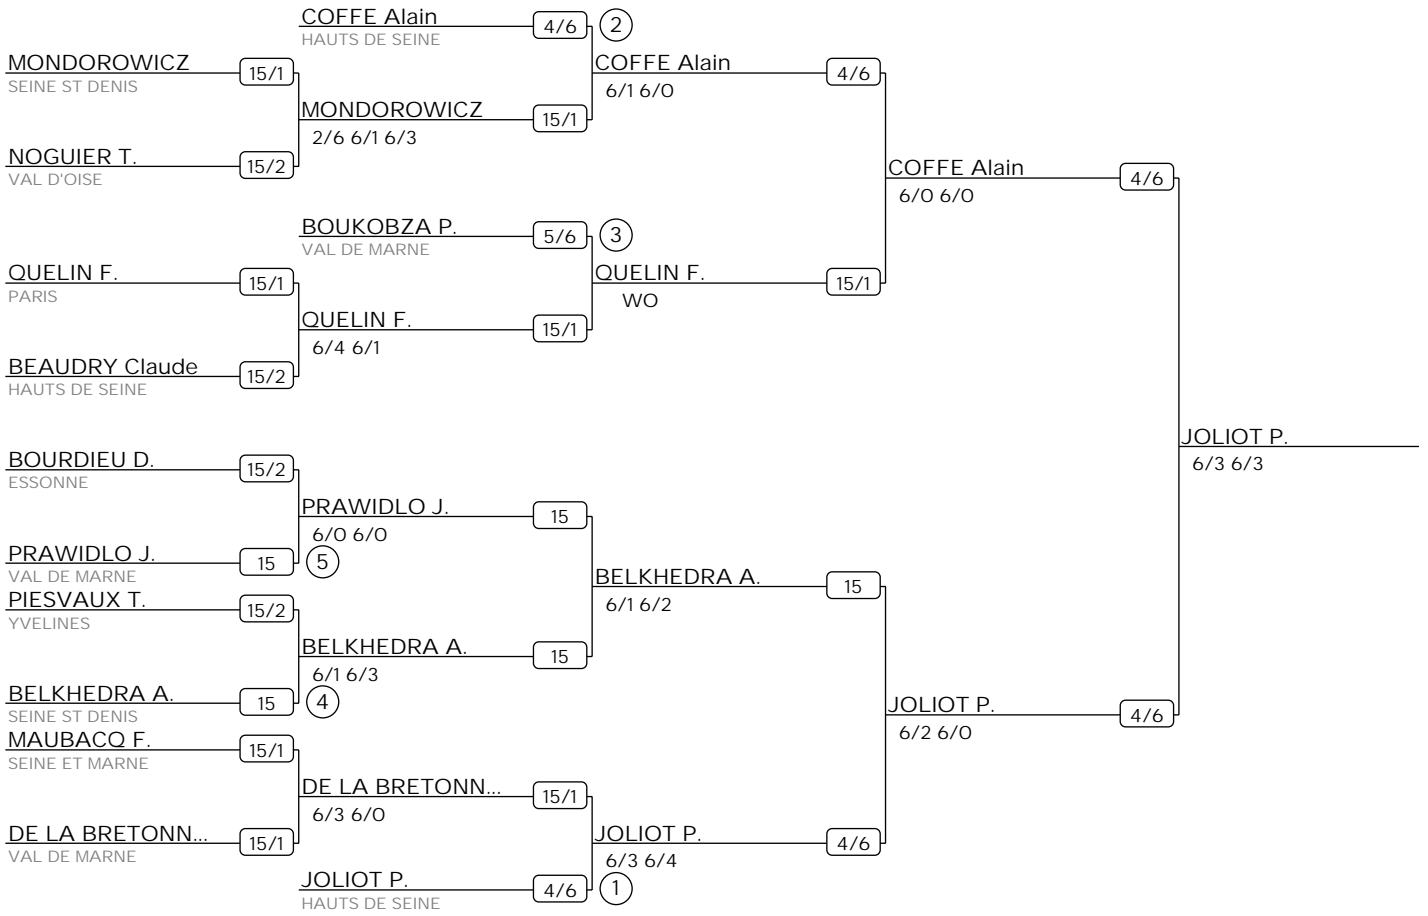 COFFE Alain
HAUTS DE SEINE
4/6
2
MONDOROWICZ
SEINE ST DENIS
15/1
COFFE Alain
6/1 6/0
4/6
MONDOROWICZ
2/6 6/1 6/3
15/1
NOGUIER T.
VAL D'OISE
15/2
COFFE Alain
6/0 6/0
4/6
BOUKOBZA P.
VAL DE MARNE
5/6
3
QUELIN F.
PARIS
15/1
QUELIN F.
WO
15/1
QUELIN F.
6/4 6/1
15/1
BEAUDRY Claude
HAUTS DE SEINE
15/2
JOLIOT P.
6/3 6/3
BOURDIEU D.
ESSONNE
15/2
PRAWIDLO J.
6/0 6/0
15
PRAWIDLO J.
VAL DE MARNE
15
5
BELKHEDRA A.
6/1 6/2
15
PIESVAUX T.
YVELINES
15/2
BELKHEDRA A.
6/1 6/3
15
BELKHEDRA A.
SEINE ST DENIS
15
4
JOLIOT P.
6/2 6/0
4/6
MAUBACQ F.
SEINE ET MARNE
15/1
DE LA BRETONN...
6/3 6/0
15/1
DE LA BRETONN...
VAL DE MARNE
15/1
JOLIOT P.
6/3 6/4
4/6
JOLIOT P.
HAUTS DE SEINE
4/6
1